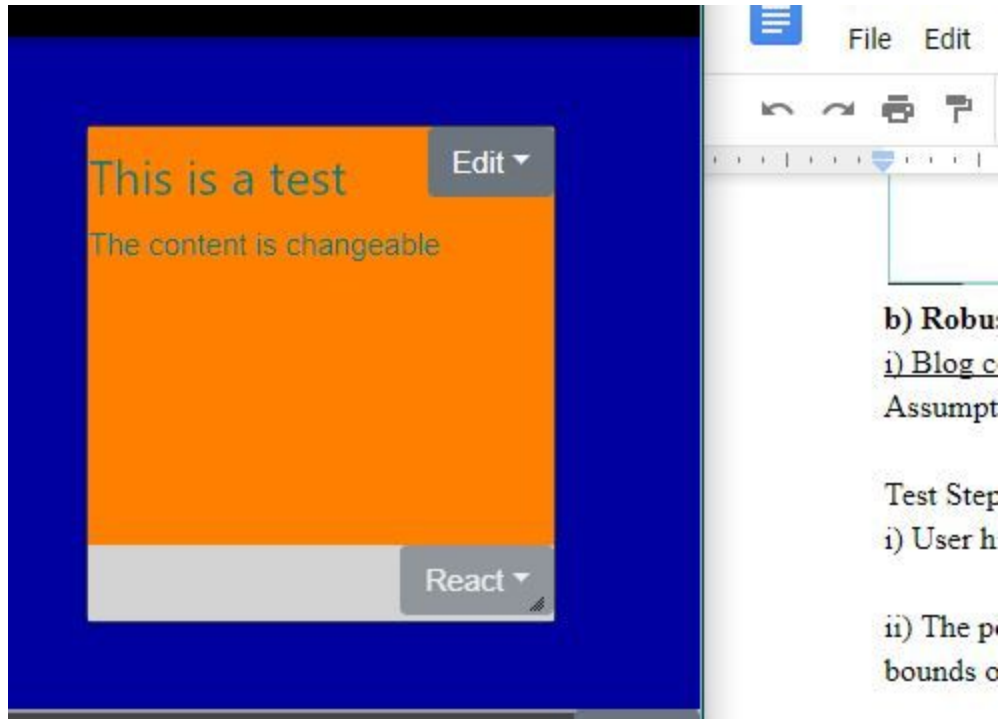 This is a test
Edit
The content is changeable
React
File Edit
b) Robu
i) Blog c
Assumpt
Test Step
i) User h
ii) The p
bounds o